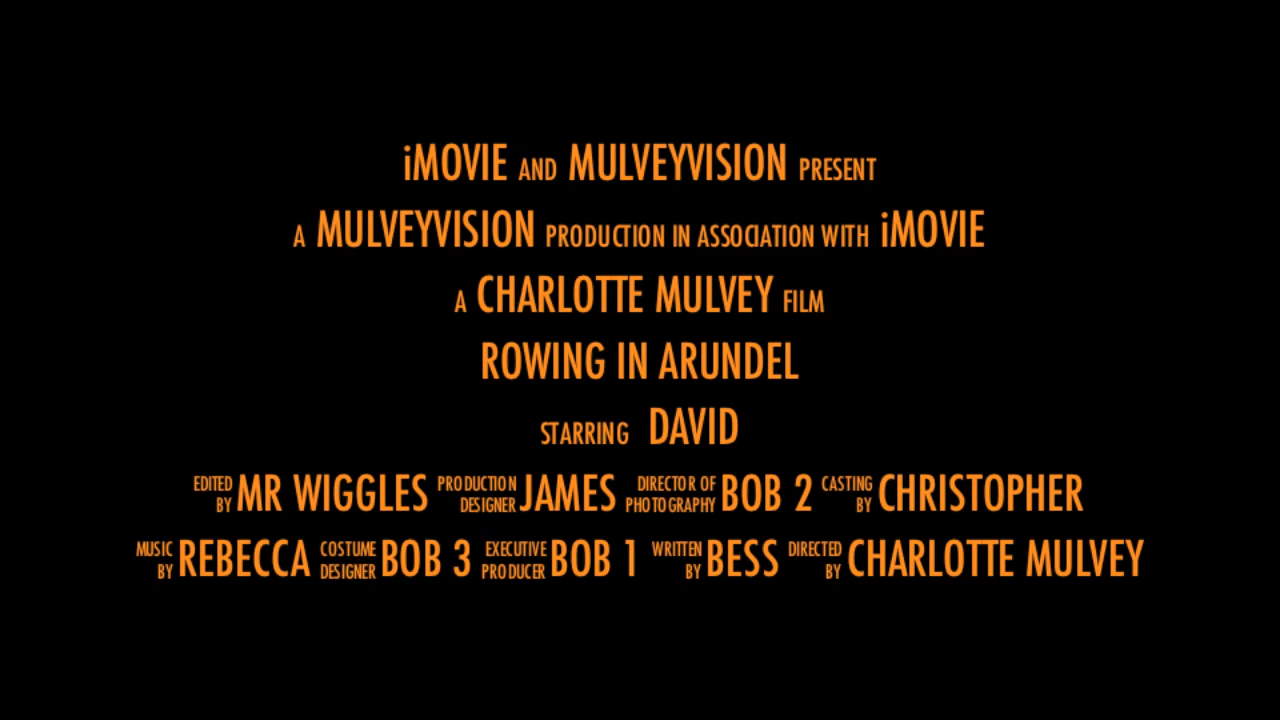 iMOVIE AND MULVEYVISION PRESENT
A MULVEYVISION PRODUCTION IN ASSOCIATION WITH iMOVIE
A CHARLOTTE MULVEY FILM
ROWING IN ARUNDEL
STARRING DAVID
EDITED BY MR WIGGLES PRODUCTION DESIGNER JAMES DIRECTOR OF PHOTOGRAPHY BOB 2 CASTING BY CHRISTOPHER
MUSIC BY REBECCA COSTUME DESIGNER BOB 3 EXECUTIVE PRODUCER BOB 1 WRITTEN BY BESS DIRECTED BY CHARLOTTE MULVEY